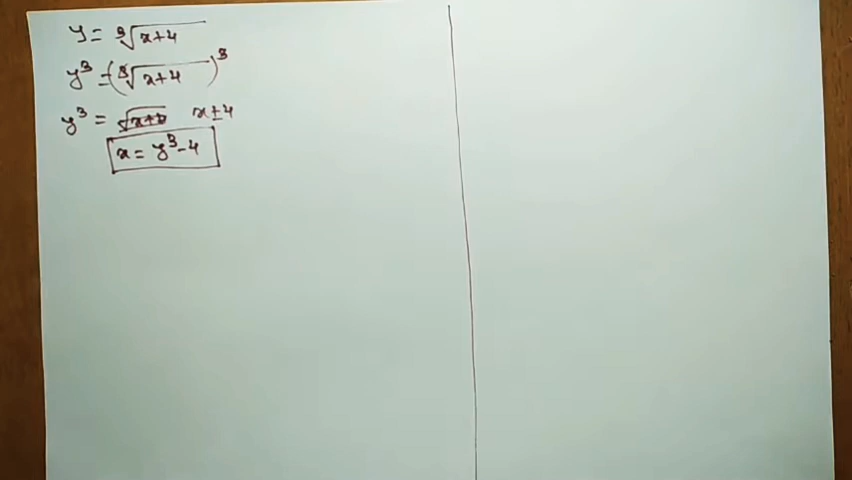 y = ∛(x+4)
y³ = (∛(x+4))³
y³ = x+4
x = y³-4